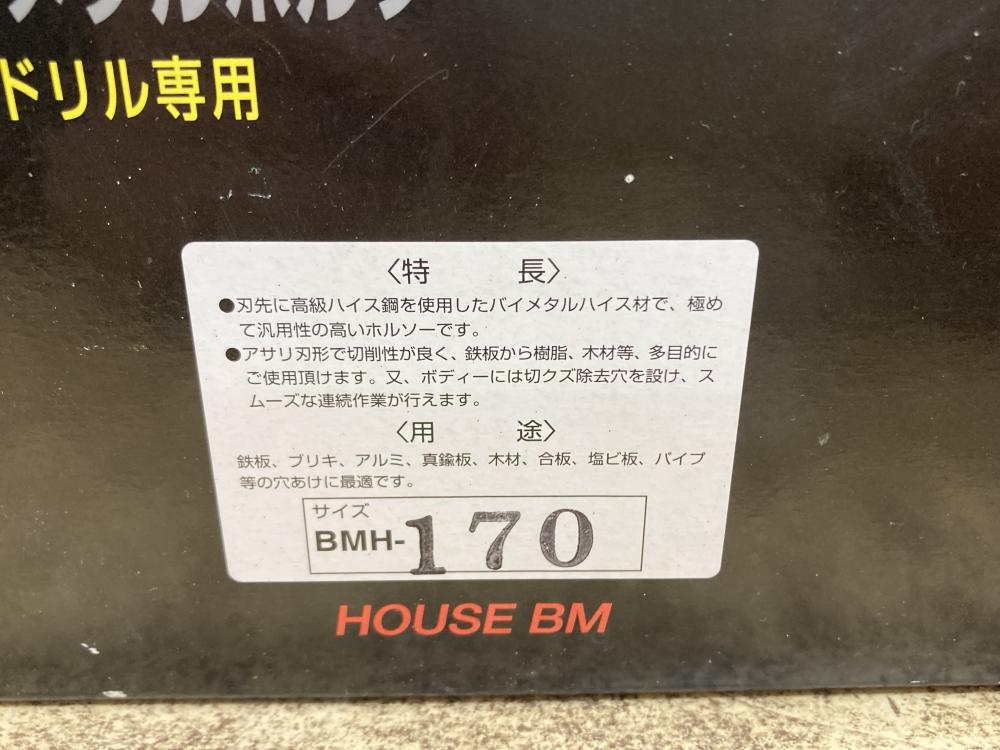 メタルホルソー
ドリル専用
〈特　長〉
●刃先に高級ハイス鋼を使用したバイメタルハイス材で、極め
て汎用性の高いホルソーです。
●アサリ刃形で切削性が良く、鉄板から樹脂、木材等、多目的に
ご使用頂けます。又、ボディーには切クズ除去穴を設け、ス
ムーズな連続作業が行えます。
〈用　途〉
鉄板、ブリキ、アルミ、真鍮板、木材、合板、塩ビ板、パイプ
等の穴あけに最適です。
サイズ
BMH-170
HOUSE BM